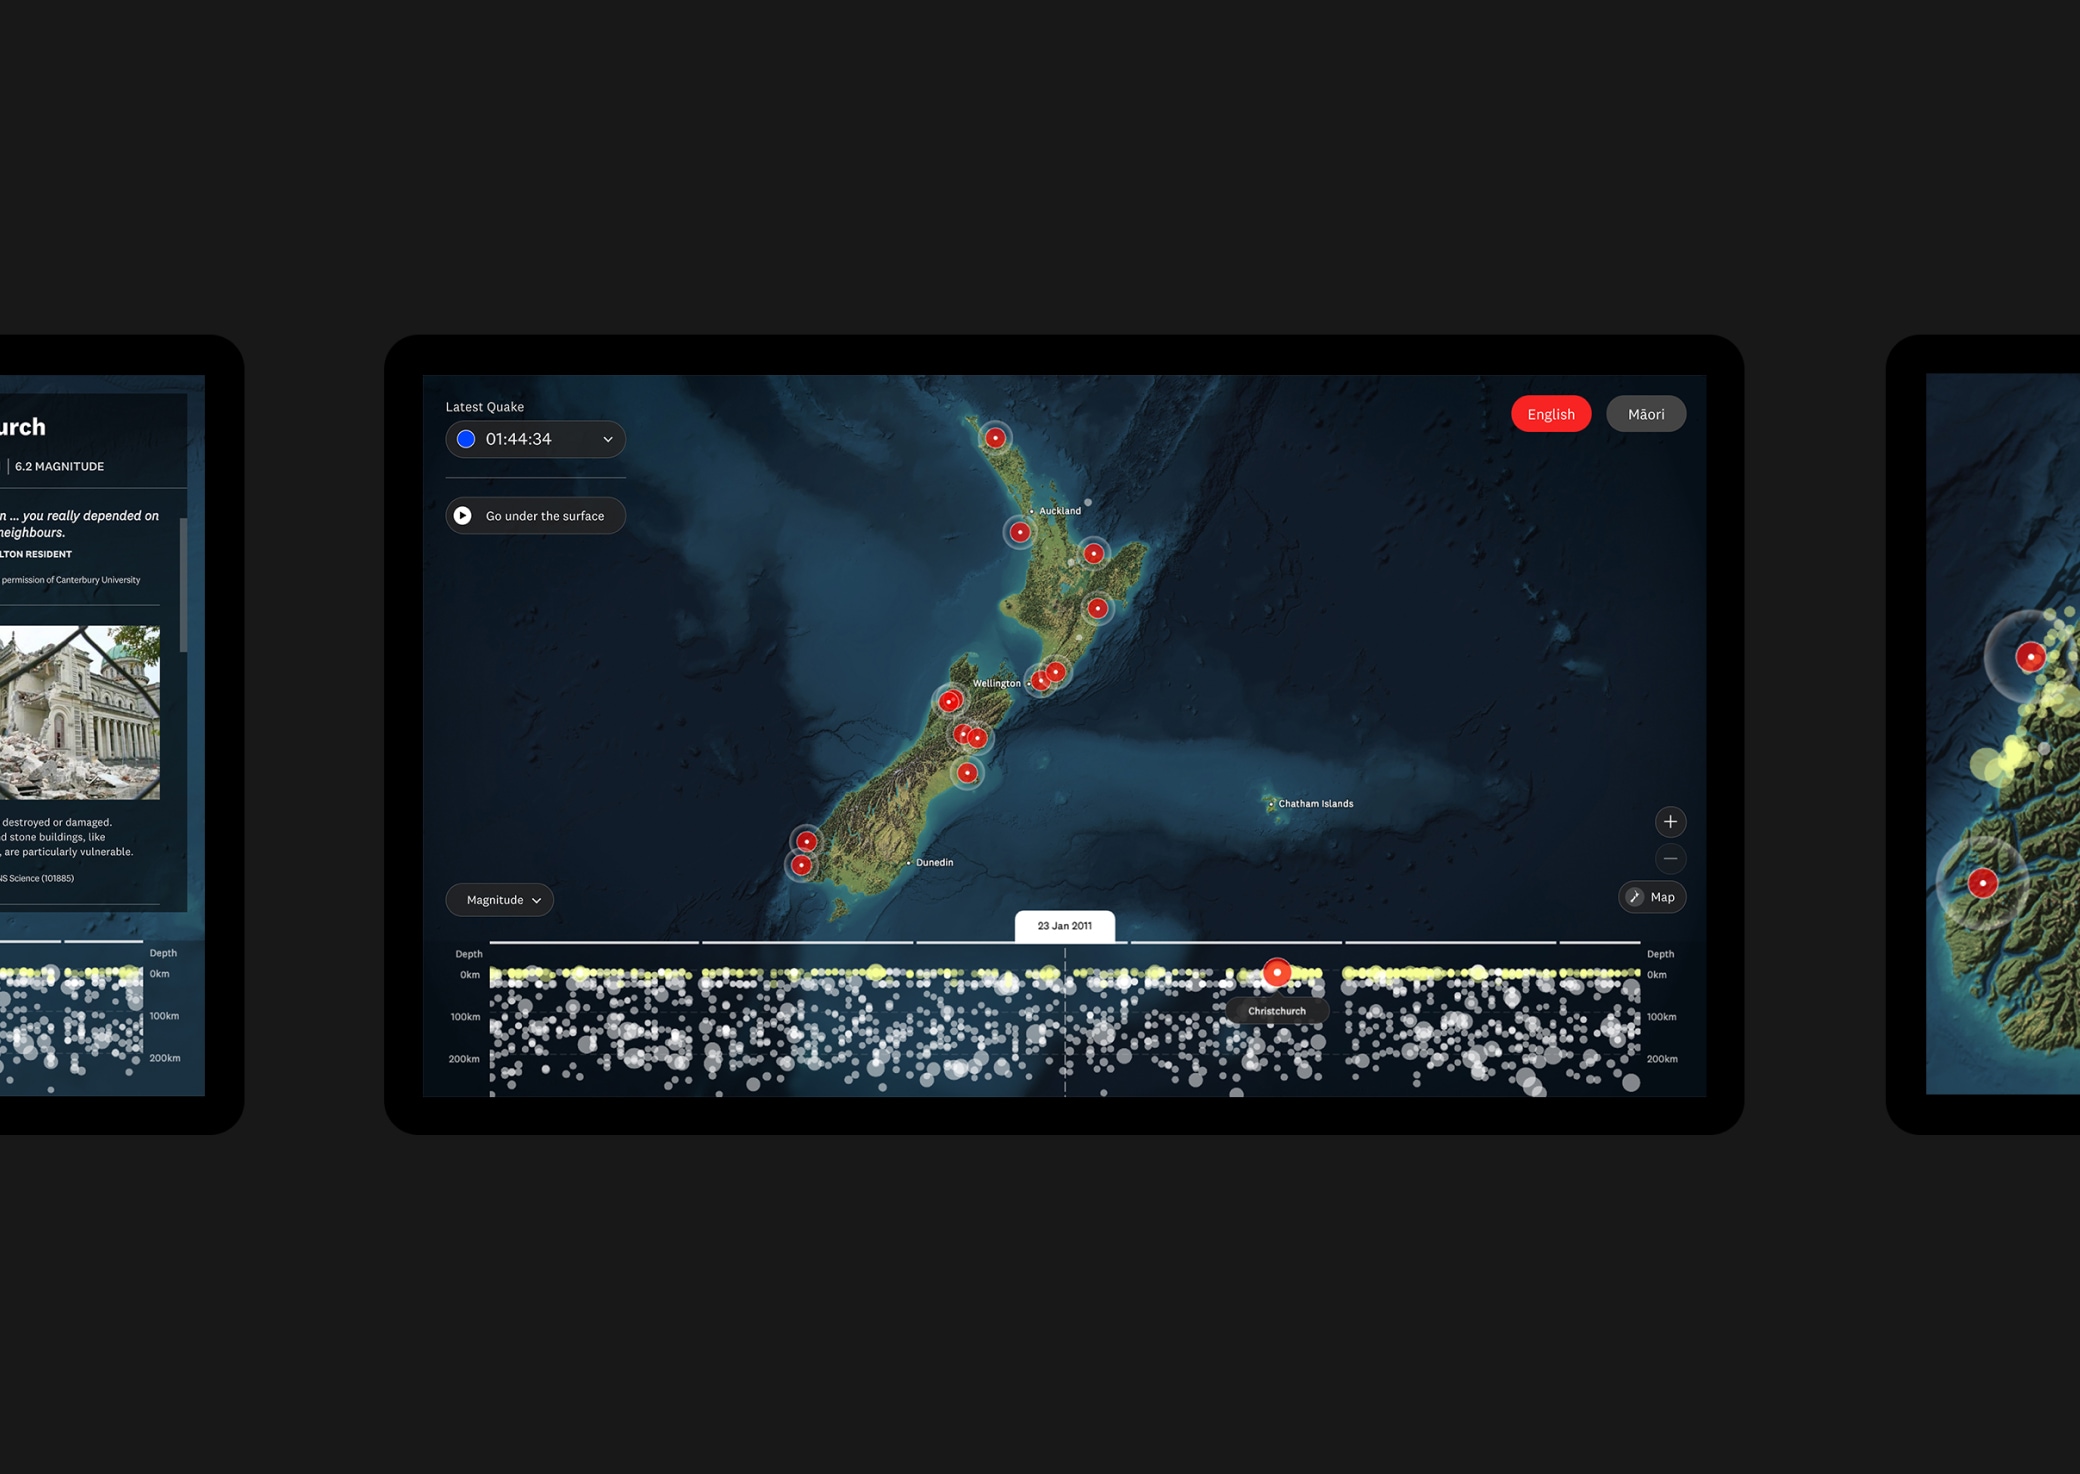 urch
6.2 MAGNITUDE
n ... you really depended on
neighbours.
LTON RESIDENT
permission of Canterbury University
destroyed or damaged.
d stone buildings, like
, are particularly vulnerable.
NS Science (101885)
Depth
0km
100km
200km
Latest Quake
01:44:34
Go under the surface
English
Māori
Auckland
Wellington
Chatham Islands
Dunedin
Magnitude
Map
23 Jan 2011
Depth
0km
100km
200km
Christchurch
Depth
0km
100km
200km